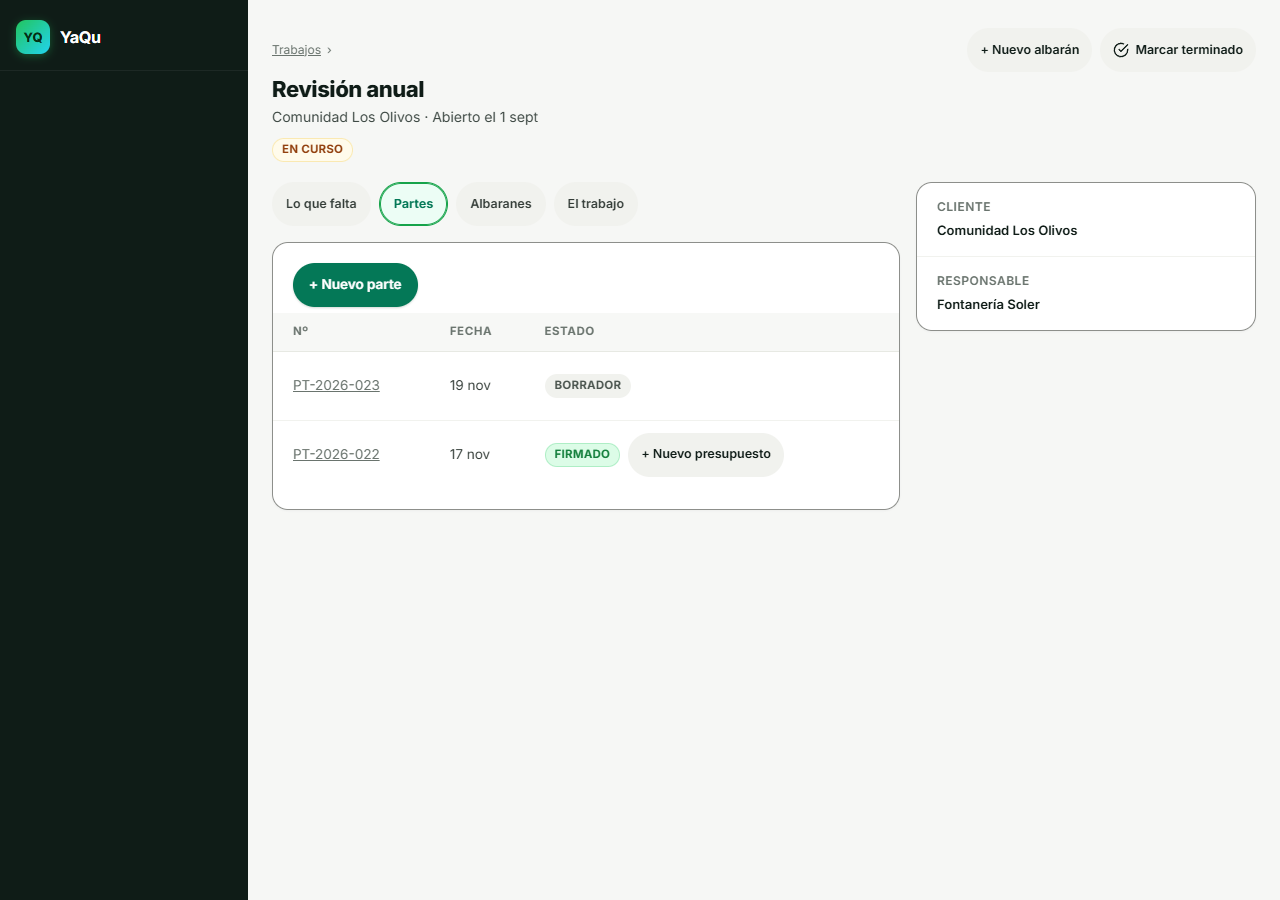 YQ YaQu
Trabajos ›
+ Nuevo albarán
Marcar terminado
Revisión anual
Comunidad Los Olivos · Abierto el 1 sept
EN CURSO
Lo que falta
Partes
Albaranes
El trabajo
+ Nuevo parte
Nº FECHA ESTADO
PT-2026-023 19 nov BORRADOR
PT-2026-022 17 nov FIRMADO + Nuevo presupuesto
CLIENTE
Comunidad Los Olivos
RESPONSABLE
Fontanería Soler